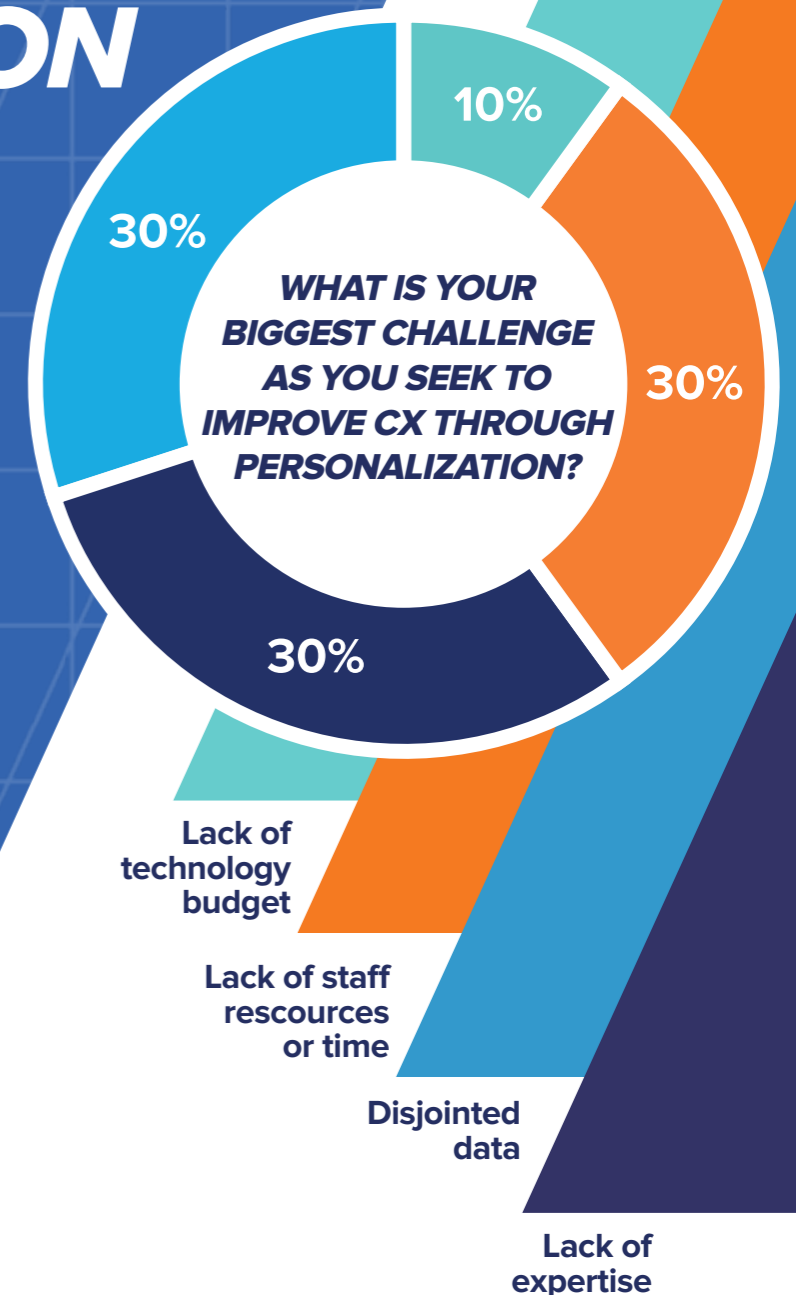 ON
10%
30%
30%
30%
WHAT IS YOUR
BIGGEST CHALLENGE
AS YOU SEEK TO
IMPROVE CX THROUGH
PERSONALIZATION?
Lack of
technology
budget
Lack of staff
rescources
or time
Disjointed
data
Lack of
expertise